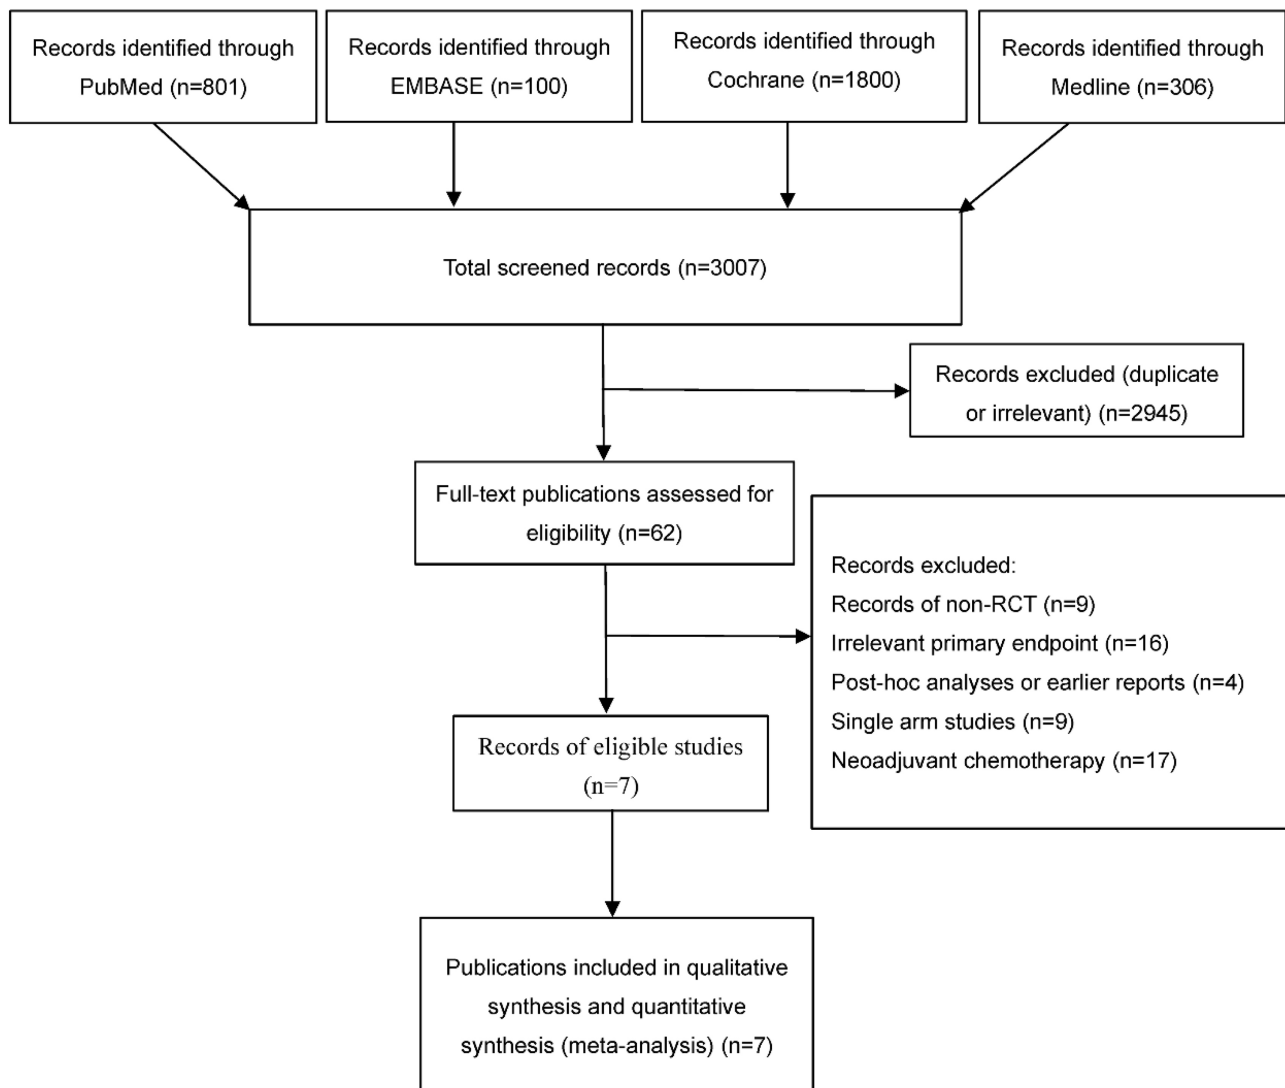 Records identified through
PubMed (n=801)
Records identified through
EMBASE (n=100)
Records identified through
Cochrane (n=1800)
Records identified through
Medline (n=306)
Total screened records (n=3007)
Records excluded (duplicate
or irrelevant) (n=2945)
Full-text publications assessed for
eligibility (n=62)
Records excluded:
Records of non-RCT (n=9)
Irrelevant primary endpoint (n=16)
Post-hoc analyses or earlier reports (n=4)
Single arm studies (n=9)
Neoadjuvant chemotherapy (n=17)
Records of eligible studies
(n=7)
Publications included in qualitative
synthesis and quantitative
synthesis (meta-analysis) (n=7)